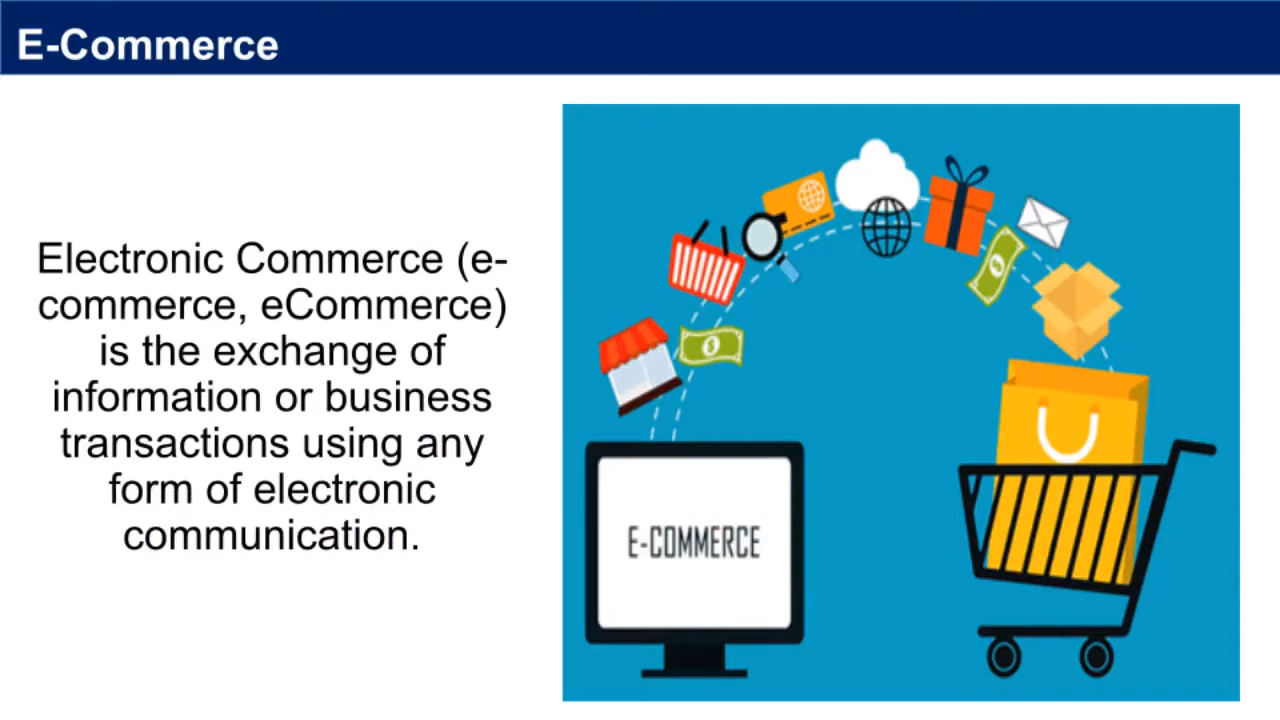 E-Commerce
Electronic Commerce (e-
commerce, eCommerce)
is the exchange of
information or business
transactions using any
form of electronic
communication.
E-COMMERCE